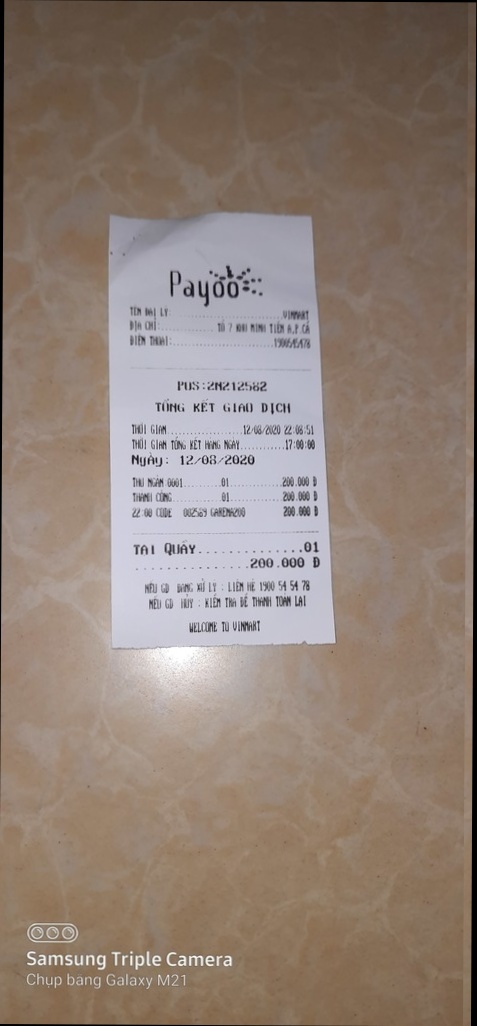 Payoo
TÊN ĐẠI LÝ:....................VINMART
ĐỊA CHỈ:............TỔ 7 KHU MINH TIẾN A,P.CẨ
ĐIỆN THOẠI:....................1900545478
POS:2N212582
TỔNG KẾT GIAO DỊCH
THỜI GIAN................12/08/2020 22:08:51
THỜI GIAN TỔNG KẾT HÀNG NGÀY.........17:00:00
Ngày: 12/08/2020
THU NGÂN 0001........01...........200.000 Đ
THÀNH CÔNG..........01...........200.000 Đ
22:00 CODE 002589 GARENA200 200.000 Đ
TẠI QUẦY.............01
...............200.000 Đ
NẾU GD ĐANG XỬ LÝ : LIÊN HỆ 1900 54 54 78
NẾU GD HỦY : KIỂM TRA ĐỂ THANH TOÁN LẠI
WELCOME TO VINMART
Samsung Triple Camera
Chụp bằng Galaxy M21